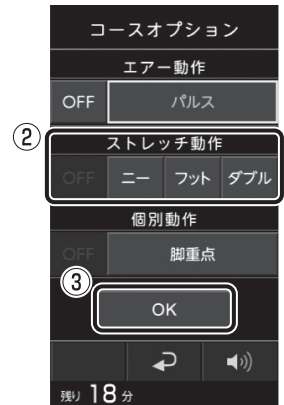 コースオプション
エアー動作
OFF パルス
② ストレッチ動作
OFF ニー フット ダブル
個別動作
OFF 脚重点
③
OK
残り 18 分